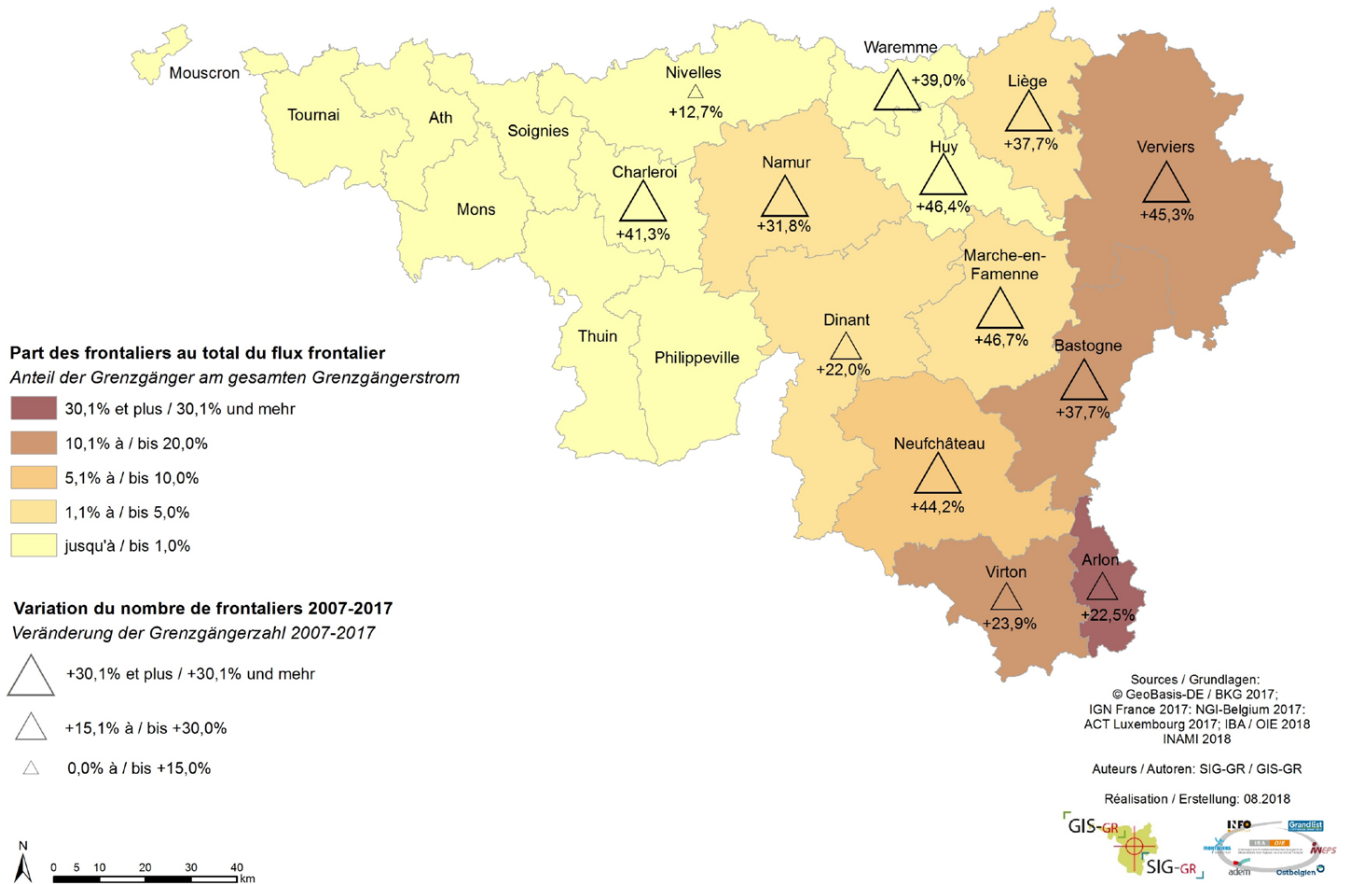 Mouscron
Tournai
Ath
Soignies
Mons
Nivelles
+12,7%
Waremme
+39,0%
Liège
+37,7%
Verviers
+45,3%
Charleroi
+41,3%
Namur
+31,8%
Huy
+46,4%
Marche-en-
Famenne
+46,7%
Dinant
+22,0%
Thuin
Philippeville
Bastogne
+37,7%
Neufchâteau
+44,2%
Virton
+23,9%
Arlon
+22,5%
Part des frontaliers au total du flux frontalier
Anteil der Grenzgänger am gesamten Grenzgängerstrom
30,1% et plus / 30,1% und mehr
10,1% à / bis 20,0%
5,1% à / bis 10,0%
1,1% à / bis 5,0%
jusqu'à / bis 1,0%
Variation du nombre de frontaliers 2007-2017
Veränderung der Grenzgängerzahl 2007-2017
+30,1% et plus / +30,1% und mehr
+15,1% à / bis +30,0%
0,0% à / bis +15,0%
N
0 5 10 20 30 40
km
Sources / Grundlagen:
© GeoBasis-DE / BKG 2017;
IGN France 2017: NGI-Belgium 2017:
ACT Luxembourg 2017; IBA / OIE 2018
INAMI 2018
Auteurs / Autoren: SIG-GR / GIS-GR
Réalisation / Erstellung: 08.2018
GIS-GR
SIG-GR
INFO
GrandEst
IBA OIE
adem
Ostbelgien